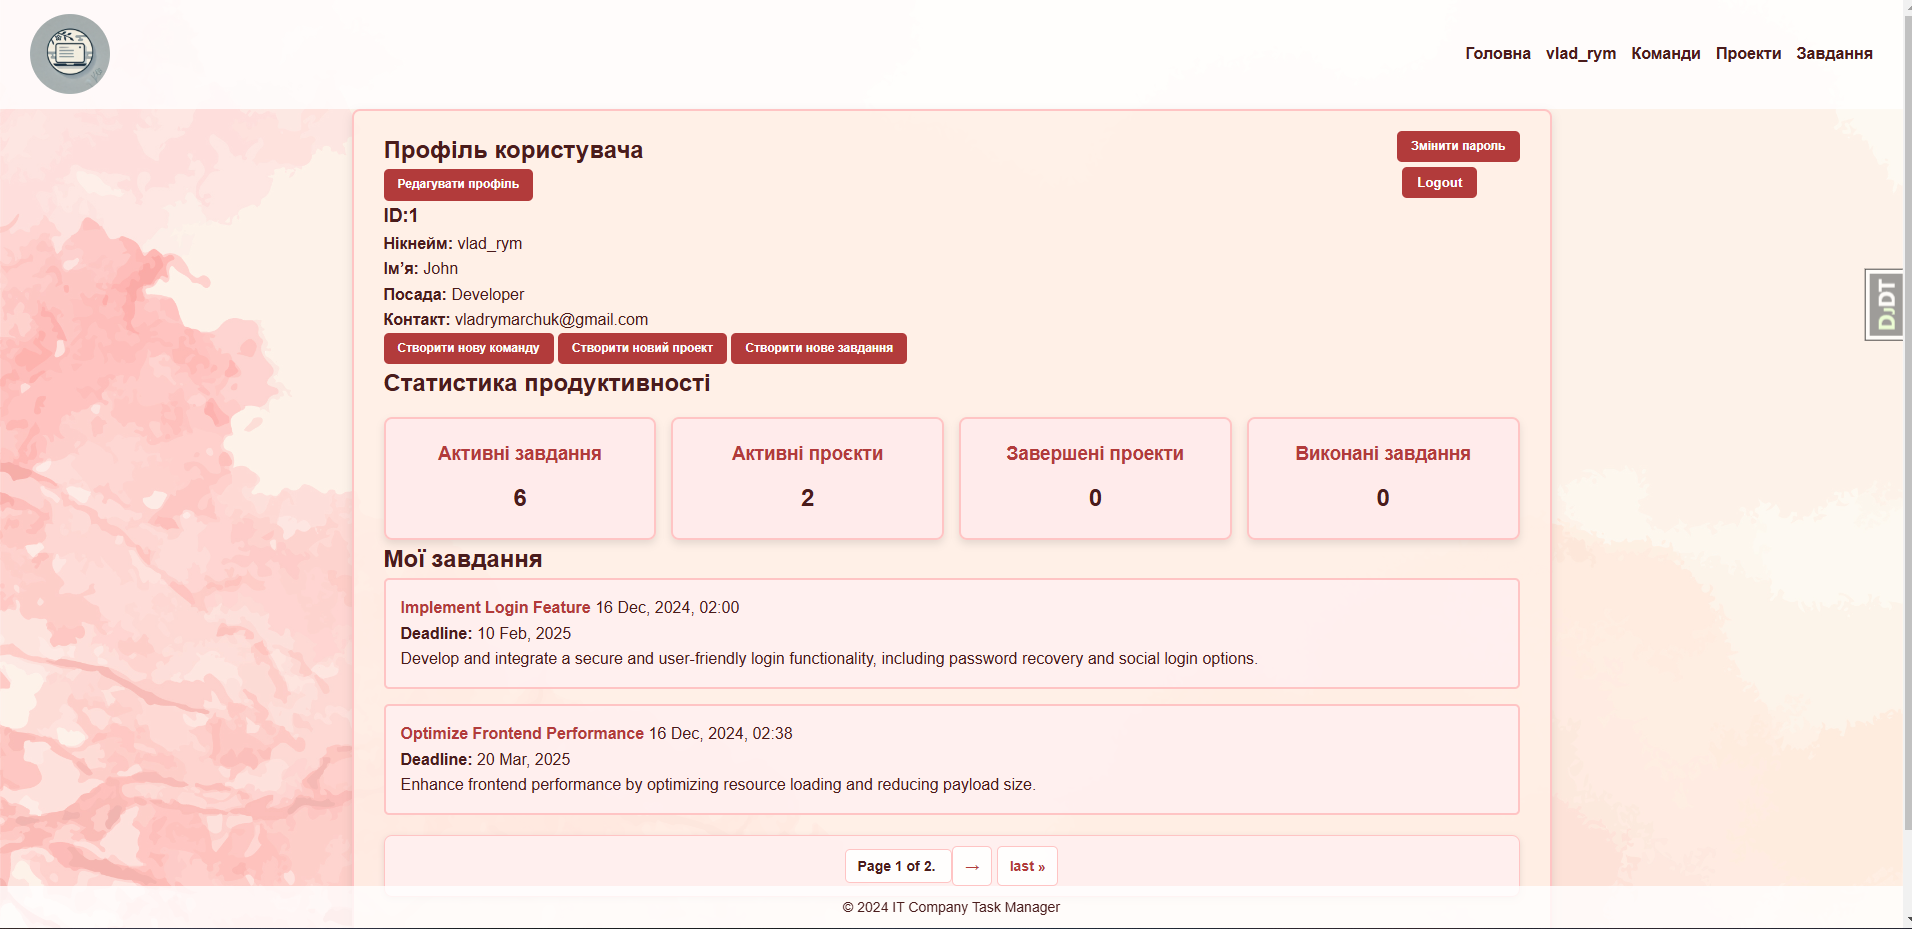 Головна vlad_rym Команди Проекти Завдання
Профіль користувача
Змінити пароль
Редагувати профіль
Logout
ID:1
Нікнейм: vlad_rym
Ім’я: John
Посада: Developer
Контакт: vladrymarchuk@gmail.com
Створити нову команду Створити новий проект Створити нове завдання
DJDT
Статистика продуктивності
Активні завдання
6
Активні проєкти
2
Завершені проекти
0
Виконані завдання
0
Мої завдання
Implement Login Feature 16 Dec, 2024, 02:00
Deadline: 10 Feb, 2025
Develop and integrate a secure and user-friendly login functionality, including password recovery and social login options.
Optimize Frontend Performance 16 Dec, 2024, 02:38
Deadline: 20 Mar, 2025
Enhance frontend performance by optimizing resource loading and reducing payload size.
Page 1 of 2. → last »
© 2024 IT Company Task Manager